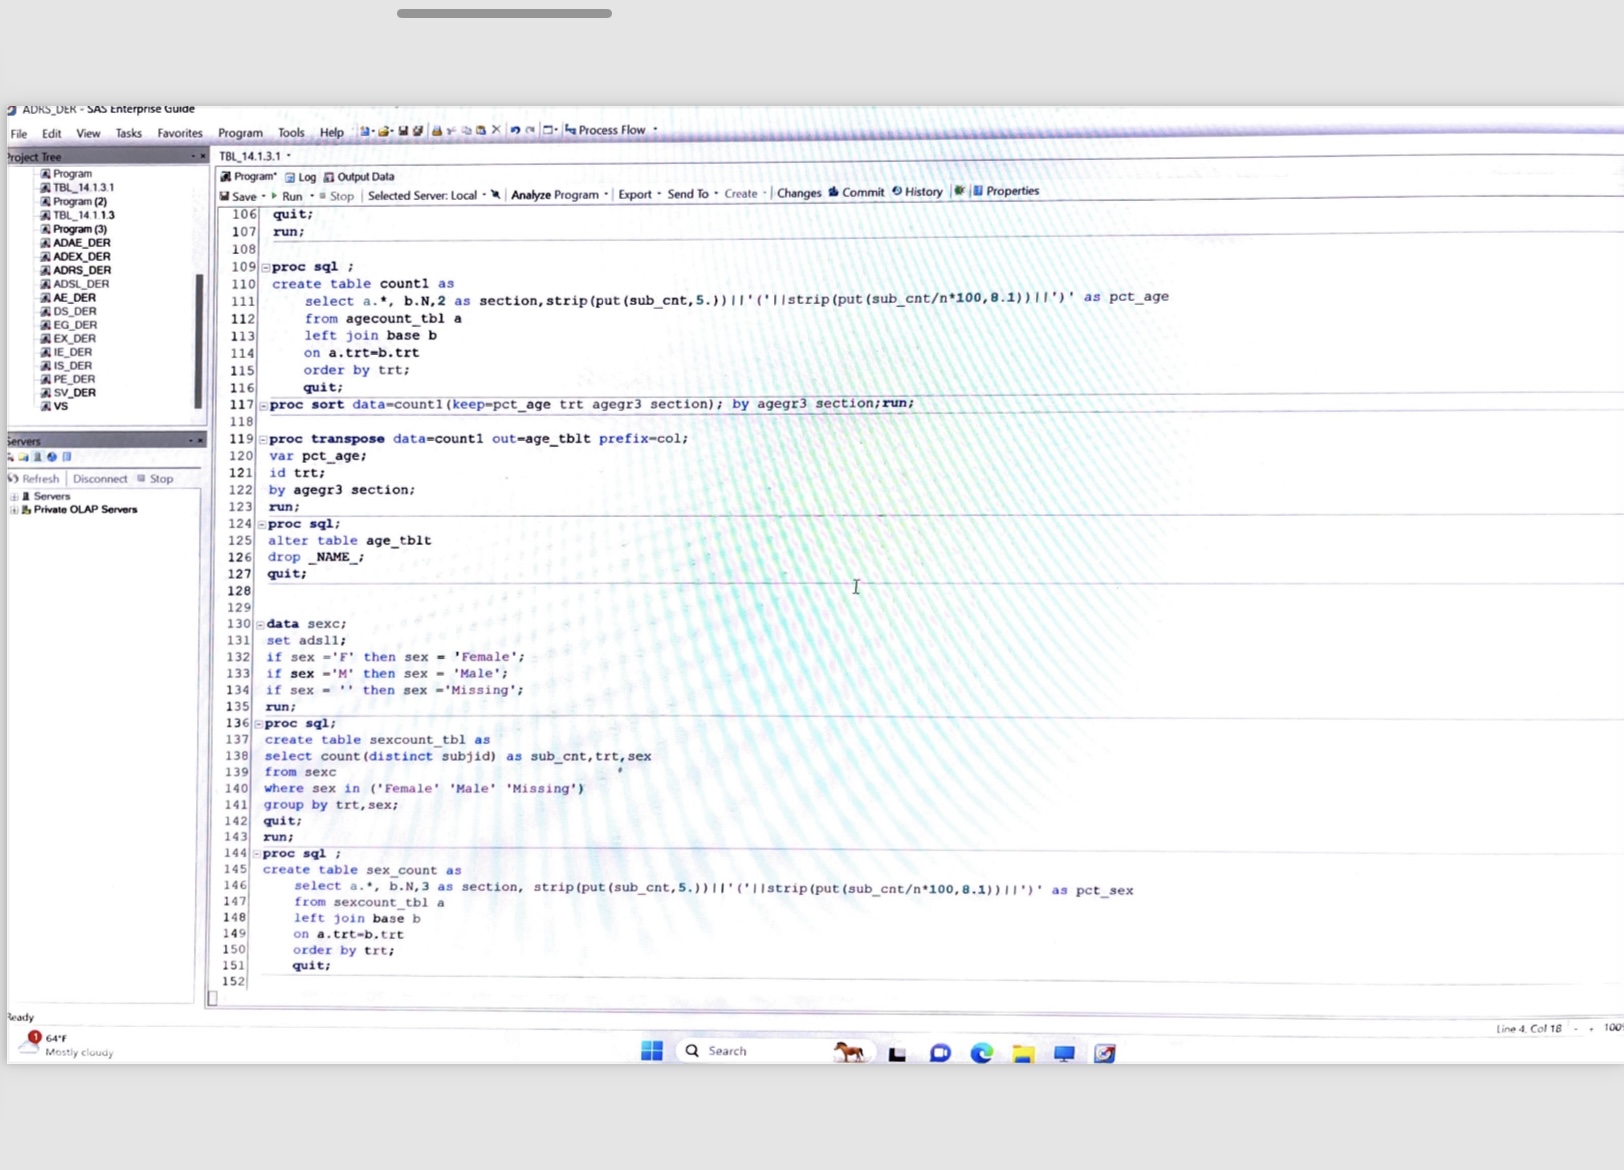 ADRS_DER - SAS Enterprise Guide
File Edit View Tasks Favorites Program Tools Help Process Flow
Project Tree
Program
TBL_14.1.3.1
Program (2)
TBL_14.1.1.3
Program (3)
ADAE_DER
ADEX_DER
ADRS_DER
ADSL_DER
AE_DER
DS_DER
EG_DER
EX_DER
IE_DER
IS_DER
PE_DER
SV_DER
VS
Servers
Refresh Disconnect Stop
Servers
Private OLAP Servers
TBL_14.1.3.1
Program* Log Output Data
Save Run Stop Selected Server: Local Analyze Program Export Send To Create Changes Commit History Properties
106 quit;
107 run;
108
109 proc sql ;
110 create table count1 as
111 select a.*, b.N,2 as section,strip(put(sub_cnt,5.))||'('||strip(put(sub_cnt/n*100,8.1))||')' as pct_age
112 from agecount_tbl a
113 left join base b
114 on a.trt=b.trt
115 order by trt;
116 quit;
117 proc sort data=count1(keep=pct_age trt agegr3 section); by agegr3 section;run;
118
119 proc transpose data=count1 out=age_tblt prefix=col;
120 var pct_age;
121 id trt;
122 by agegr3 section;
123 run;
124 proc sql;
125 alter table age_tblt
126 drop _NAME_;
127 quit;
128
129
130 data sexc;
131 set adsl1;
132 if sex ='F' then sex = 'Female';
133 if sex ='M' then sex = 'Male';
134 if sex = '' then sex ='Missing';
135 run;
136 proc sql;
137 create table sexcount_tbl as
138 select count(distinct subjid) as sub_cnt,trt,sex
139 from sexc
140 where sex in ('Female' 'Male' 'Missing')
141 group by trt,sex;
142 quit;
143 run;
144 proc sql ;
145 create table sex_count as
146 select a.*, b.N,3 as section, strip(put(sub_cnt,5.))||'('||strip(put(sub_cnt/n*100,8.1))||')' as pct_sex
147 from sexcount_tbl a
148 left join base b
149 on a.trt=b.trt
150 order by trt;
151 quit;
152
Ready
Line 4, Col 18 - + 100
1 64°F
Mostly cloudy
Search